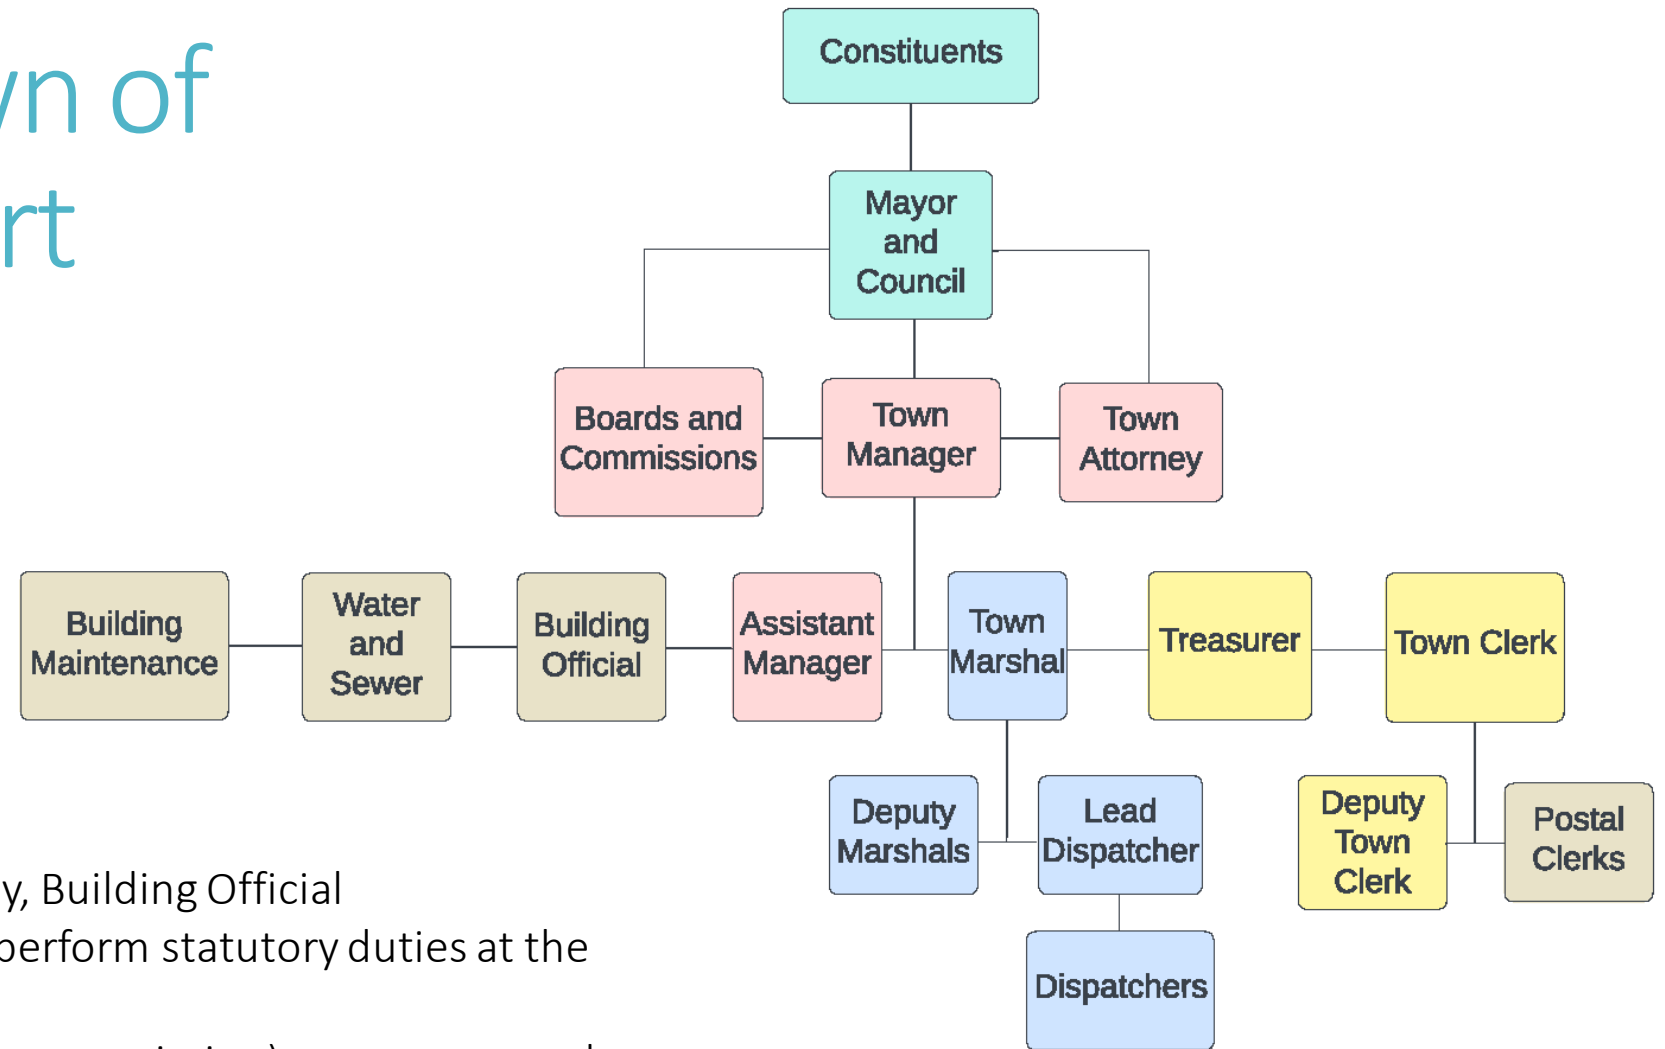 wn of
rt
Constituents
Mayor
and
Council
Boards and
Commissions
Town
Manager
Town
Attorney
Building
Maintenance
Water
and
Sewer
Building
Official
Assistant
Manager
Town
Marshal
Treasurer
Town Clerk
Deputy
Marshals
Lead
Dispatcher
Deputy
Town
Clerk
Postal
Clerks
Dispatchers
y, Building Official
perform statutory duties at the